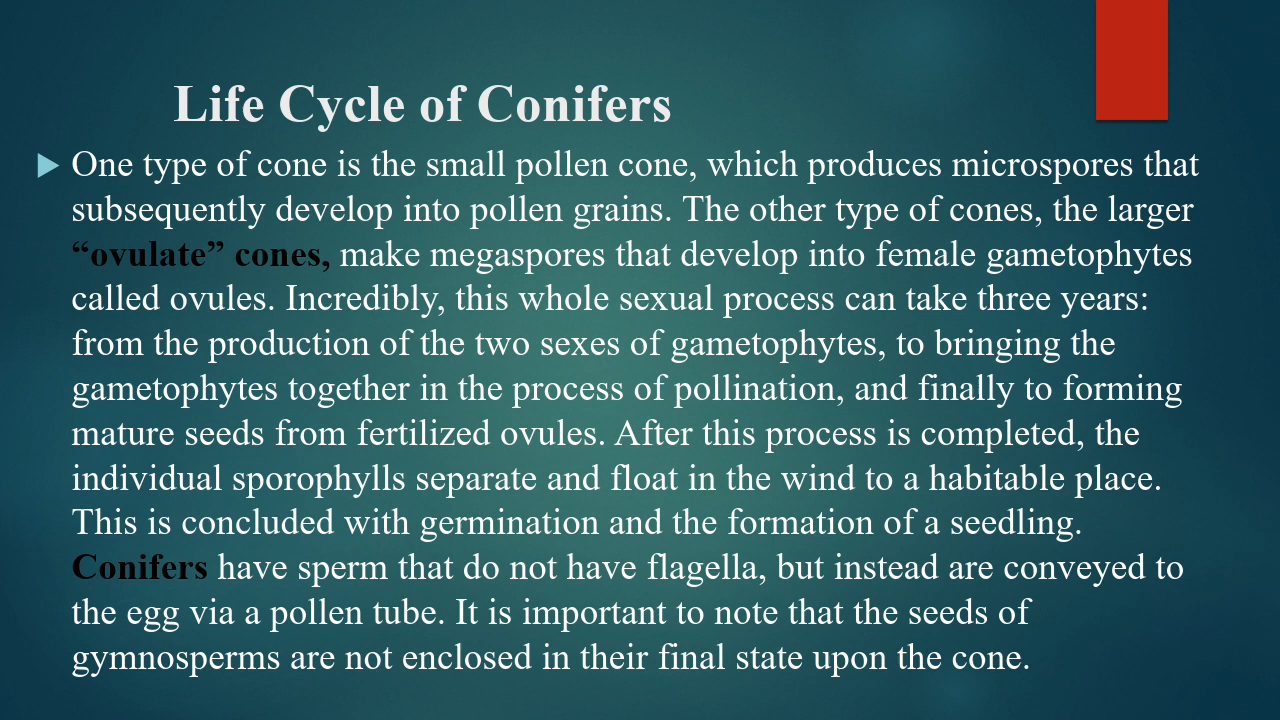 Life Cycle of Conifers
One type of cone is the small pollen cone, which produces microspores that
subsequently develop into pollen grains. The other type of cones, the larger
“ovulate” cones, make megaspores that develop into female gametophytes
called ovules. Incredibly, this whole sexual process can take three years:
from the production of the two sexes of gametophytes, to bringing the
gametophytes together in the process of pollination, and finally to forming
mature seeds from fertilized ovules. After this process is completed, the
individual sporophylls separate and float in the wind to a habitable place.
This is concluded with germination and the formation of a seedling.
Conifers have sperm that do not have flagella, but instead are conveyed to
the egg via a pollen tube. It is important to note that the seeds of
gymnosperms are not enclosed in their final state upon the cone.